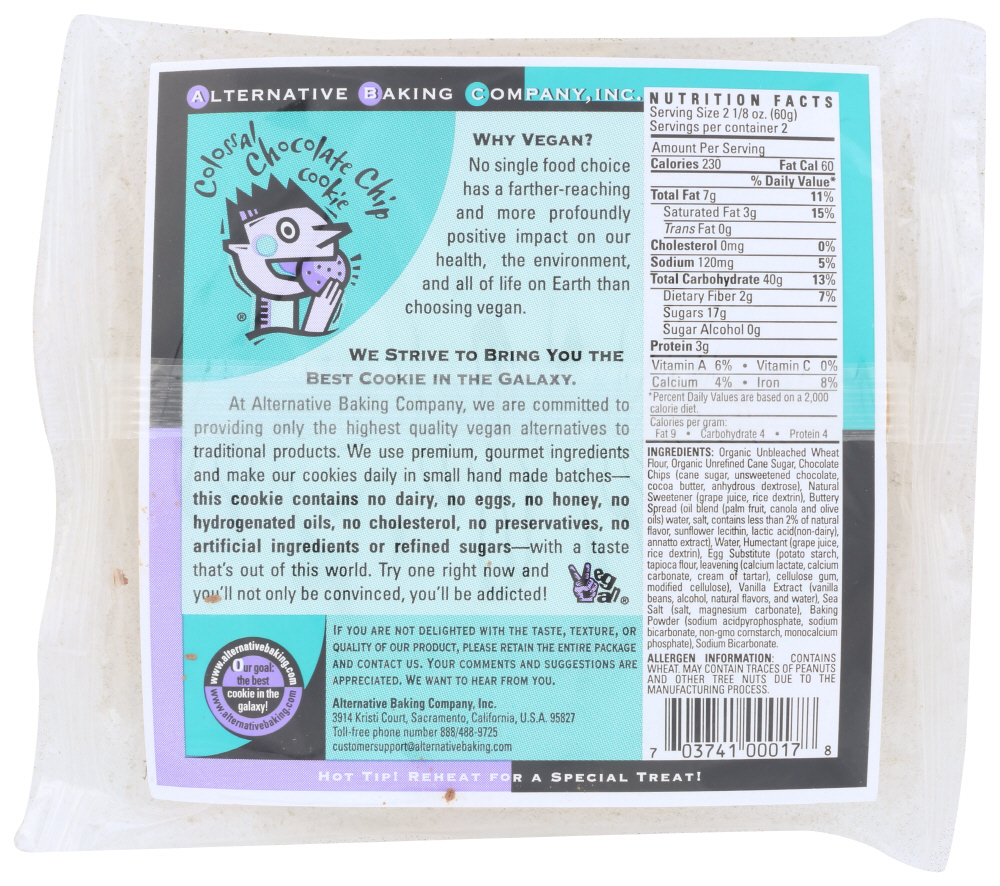 ALTERNATIVE BAKING COMPANY, INC.
Colossal
Chocolate Chip
Cookie
®
WHY VEGAN?
No single food choice
has a farther-reaching
and more profoundly
positive impact on our
health, the environment,
and all of life on Earth than
choosing vegan.
WE STRIVE TO BRING YOU THE
BEST COOKIE IN THE GALAXY.
At Alternative Baking Company, we are committed to
providing only the highest quality vegan alternatives to
traditional products. We use premium, gourmet ingredients
and make our cookies daily in small hand made batches—
this cookie contains no dairy, no eggs, no honey, no
hydrogenated oils, no cholesterol, no preservatives, no
artificial ingredients or refined sugars—with a taste
that's out of this world. Try one right now and
you'll not only be convinced, you'll be addicted!
Vegan®
www.alternativebaking.com
Our goal:
the best
cookie in the
galaxy!
www.alternativebaking.com
IF YOU ARE NOT DELIGHTED WITH THE TASTE, TEXTURE, OR
QUALITY OF OUR PRODUCT, PLEASE RETAIN THE ENTIRE PACKAGE
AND CONTACT US. YOUR COMMENTS AND SUGGESTIONS ARE
APPRECIATED. WE WANT TO HEAR FROM YOU.
Alternative Baking Company, Inc.
3914 Kristi Court, Sacramento, California, U.S.A. 95827
Toll-free phone number 888/488-9725
customersupport@alternativebaking.com
HOT TIP! REHEAT FOR A SPECIAL TREAT!
NUTRITION FACTS
Serving Size 2 1/8 oz. (60g)
Servings per container 2
Amount Per Serving
Calories 230 Fat Cal 60
% Daily Value*
Total Fat 7g 11%
Saturated Fat 3g 15%
Trans Fat 0g
Cholesterol 0mg 0%
Sodium 120mg 5%
Total Carbohydrate 40g 13%
Dietary Fiber 2g 7%
Sugars 17g
Sugar Alcohol 0g
Protein 3g
Vitamin A 6% • Vitamin C 0%
Calcium 4% • Iron 8%
*Percent Daily Values are based on a 2,000
calorie diet.
Calories per gram:
Fat 9 • Carbohydrate 4 • Protein 4
INGREDIENTS: Organic Unbleached Wheat
Flour, Organic Unrefined Cane Sugar, Chocolate
Chips (cane sugar, unsweetened chocolate,
cocoa butter, anhydrous dextrose), Natural
Sweetener (grape juice, rice dextrin), Buttery
Spread (oil blend (palm fruit, canola and olive
oils) water, salt, contains less than 2% of natural
flavor, sunflower lecithin, lactic acid(non-dairy),
annatto extract), Water, Humectant (grape juice,
rice dextrin), Egg Substitute (potato starch,
tapioca flour, leavening (calcium lactate, calcium
carbonate, cream of tartar), cellulose gum,
modified cellulose), Vanilla Extract (vanilla
beans, alcohol, natural flavors, and water), Sea
Salt (salt, magnesium carbonate), Baking
Powder (sodium acidpyrophosphate, sodium
bicarbonate, non-gmo cornstarch, monocalcium
phosphate), Sodium Bicarbonate.
ALLERGEN INFORMATION: CONTAINS
WHEAT. MAY CONTAIN TRACES OF PEANUTS
AND OTHER TREE NUTS DUE TO THE
MANUFACTURING PROCESS.
7 03741 00017 8